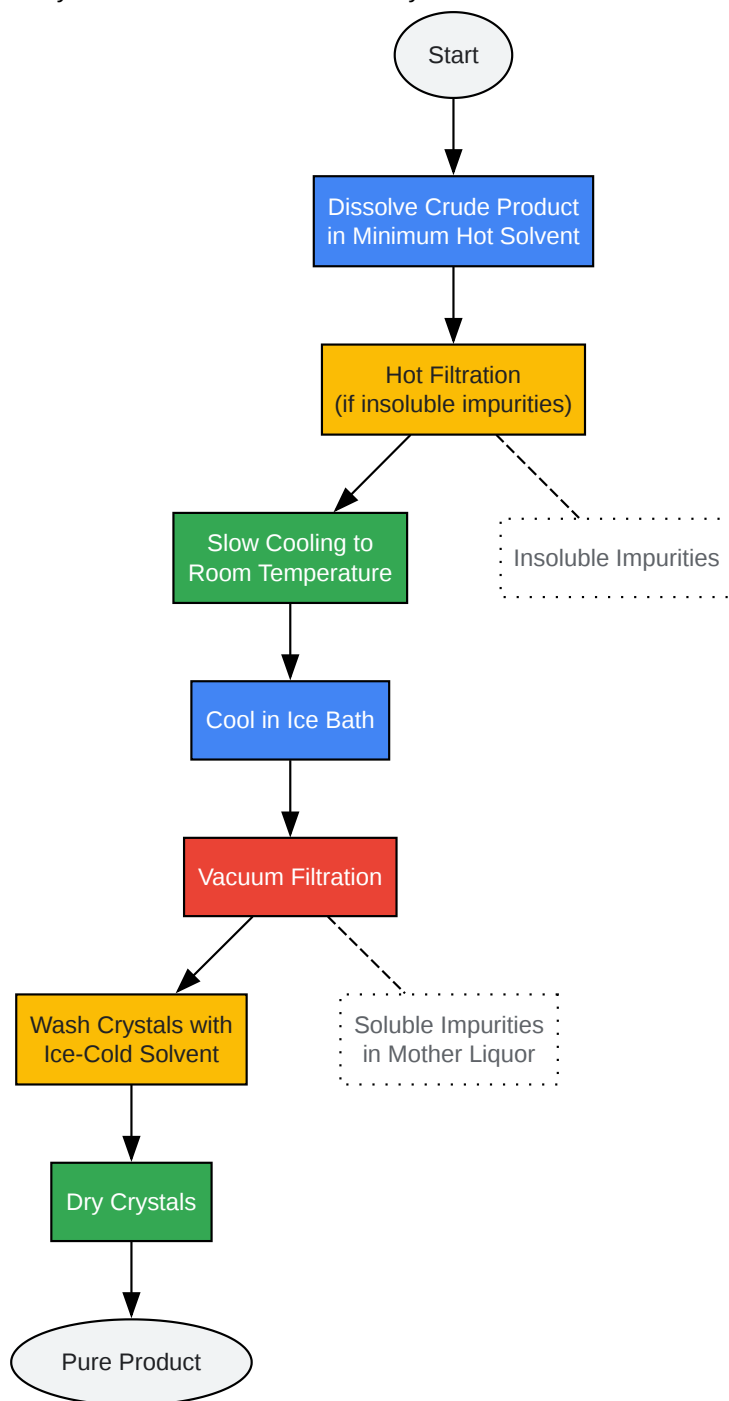 Start
Dissolve Crude Product
in Minimum Hot Solvent
Hot Filtration
(if insoluble impurities)
Slow Cooling to
Room Temperature
Insoluble Impurities
Cool in Ice Bath
Vacuum Filtration
Wash Crystals with
Ice-Cold Solvent
Soluble Impurities
in Mother Liquor
Dry Crystals
Pure Product